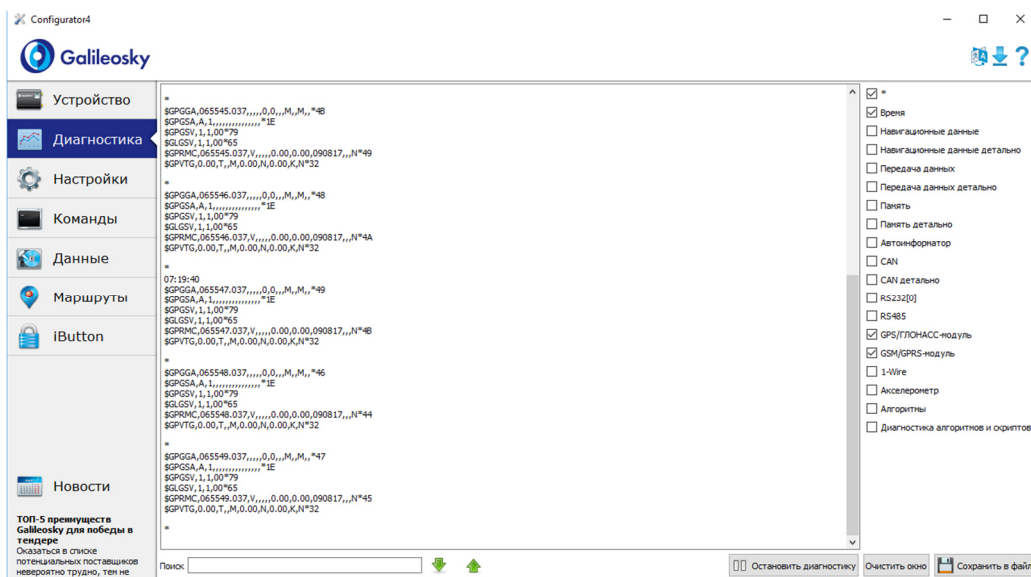 Configurator4
Galileosky
Устройство
Диагностика
Настройки
Команды
Данные
Маршруты
iButton
Новости
ТОП-5 преимуществ
Galileosky для победы в
тендере
Оказаться в списке
потенциальных поставщиков
невероятно трудно, тем не
=
$GPGGA,065545.037,,,,,0,0,,,M,,M,,*4B
$GPGSA,A,1,,,,,,,,,,,,,,,*1E
$GPGSV,1,1,00*79
$GLGSV,1,1,00*65
$GPRMC,065545.037,V,,,,,0.00,0.00,090817,,,N*49
$GPVTG,0.00,T,,M,0.00,N,0.00,K,N*32
=
$GPGGA,065546.037,,,,,0,0,,,M,,M,,*48
$GPGSA,A,1,,,,,,,,,,,,,,,*1E
$GPGSV,1,1,00*79
$GLGSV,1,1,00*65
$GPRMC,065546.037,V,,,,,0.00,0.00,090817,,,N*4A
$GPVTG,0.00,T,,M,0.00,N,0.00,K,N*32
=
07:19:40
$GPGGA,065547.037,,,,,0,0,,,M,,M,,*49
$GPGSA,A,1,,,,,,,,,,,,,,,*1E
$GPGSV,1,1,00*79
$GLGSV,1,1,00*65
$GPRMC,065547.037,V,,,,,0.00,0.00,090817,,,N*4B
$GPVTG,0.00,T,,M,0.00,N,0.00,K,N*32
=
$GPGGA,065548.037,,,,,0,0,,,M,,M,,*46
$GPGSA,A,1,,,,,,,,,,,,,,,*1E
$GPGSV,1,1,00*79
$GLGSV,1,1,00*65
$GPRMC,065548.037,V,,,,,0.00,0.00,090817,,,N*44
$GPVTG,0.00,T,,M,0.00,N,0.00,K,N*32
=
$GPGGA,065549.037,,,,,0,0,,,M,,M,,*47
$GPGSA,A,1,,,,,,,,,,,,,,,*1E
$GPGSV,1,1,00*79
$GLGSV,1,1,00*65
$GPRMC,065549.037,V,,,,,0.00,0.00,090817,,,N*45
$GPVTG,0.00,T,,M,0.00,N,0.00,K,N*32
=
*
Время
Навигационные данные
Навигационные данные детально
Передача данных
Передача данных детально
Память
Память детально
Автоинформатор
CAN
CAN детально
RS232[0]
RS485
GPS/ГЛОНАСС-модуль
GSM/GPRS-модуль
1-Wire
Акселерометр
Алгоритмы
Диагностика алгоритмов и скриптов
Поиск
Остановить диагностику
Очистить окно
Сохранить в файл